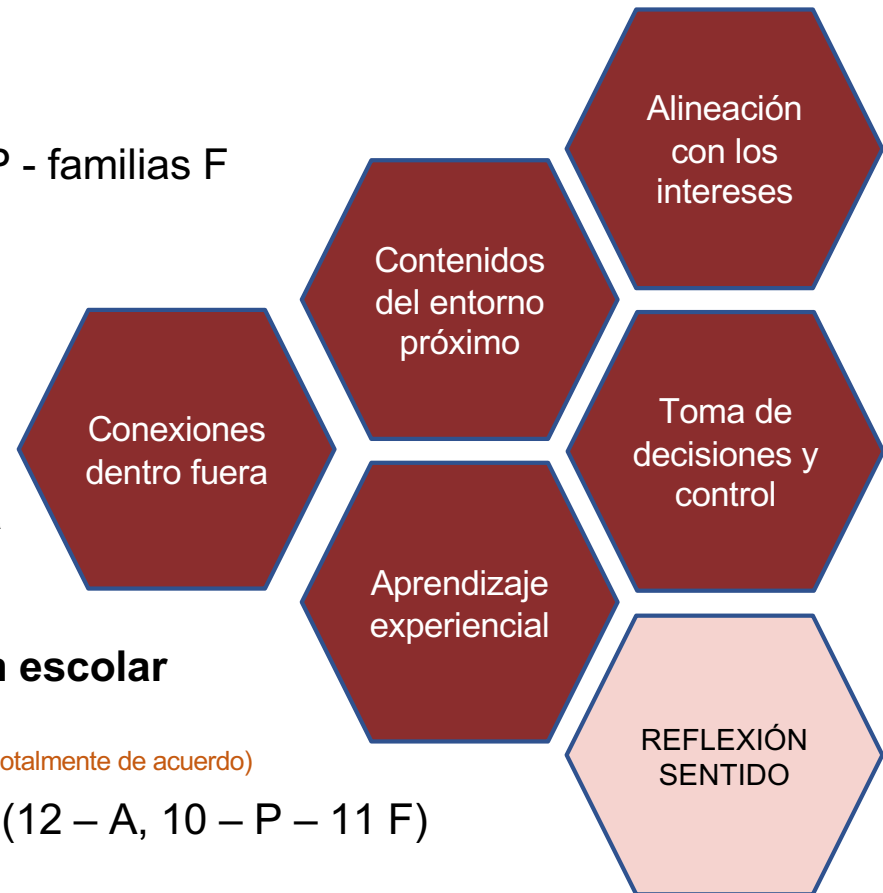 Alineación
con los
intereses
P - familias F
Contenidos
del entorno
próximo
Conexiones
dentro fuera
Toma de
decisiones y
control
Aprendizaje
experiencial
escolar
totalmente de acuerdo)
REFLEXIÓN
SENTIDO
(12 – A, 10 – P – 11 F)